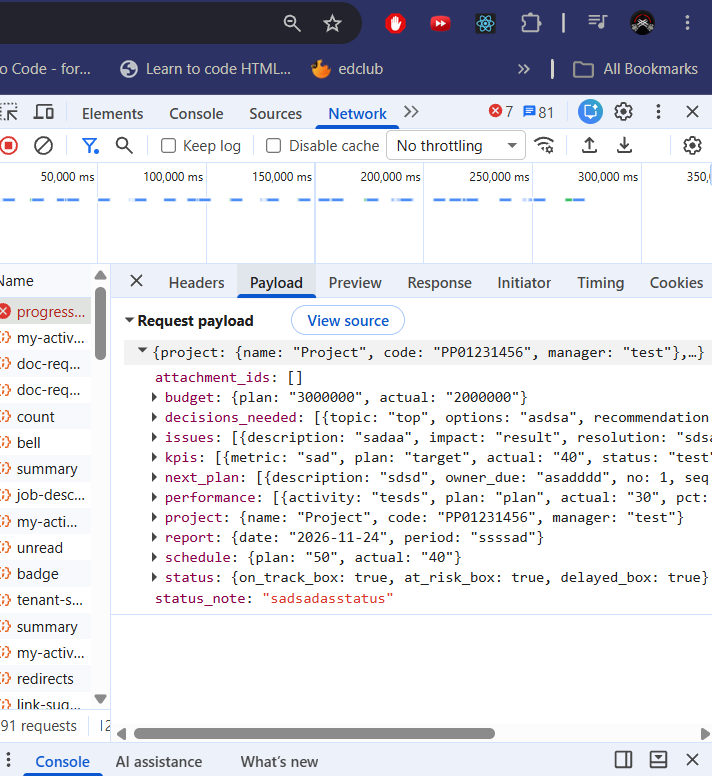 o Code - for... Learn to code HTML... edclub » All Bookmarks
Elements Console Sources Network 7 81
Keep log Disable cache No throttling
50,000 ms 100,000 ms 150,000 ms 200,000 ms 250,000 ms 300,000 ms 350,
Name
progress...
my-activ...
doc-req...
doc-req...
count
bell
summary
job-desc...
my-acti...
unread
badge
tenant-s...
summary
my-activ...
redirects
link-sug...
Headers Payload Preview Response Initiator Timing Cookies
Request payload View source
{project: {name: "Project", code: "PP01231456", manager: "test"},…}
attachment_ids: []
budget: {plan: "3000000", actual: "2000000"}
decisions_needed: [{topic: "top", options: "asdsa", recommendation
issues: [{description: "sadaa", impact: "result", resolution: "sdsa
kpis: [{metric: "sad", plan: "target", actual: "40", status: "test"
next_plan: [{description: "sdsd", owner_due: "asadddd", no: 1, seq
performance: [{activity: "tesds", plan: "plan", actual: "30", pct:
project: {name: "Project", code: "PP01231456", manager: "test"}
report: {date: "2026-11-24", period: "ssssad"}
schedule: {plan: "50", actual: "40"}
status: {on_track_box: true, at_risk_box: true, delayed_box: true}
status_note: "sadsadasstatus"
91 requests
Console AI assistance What's new